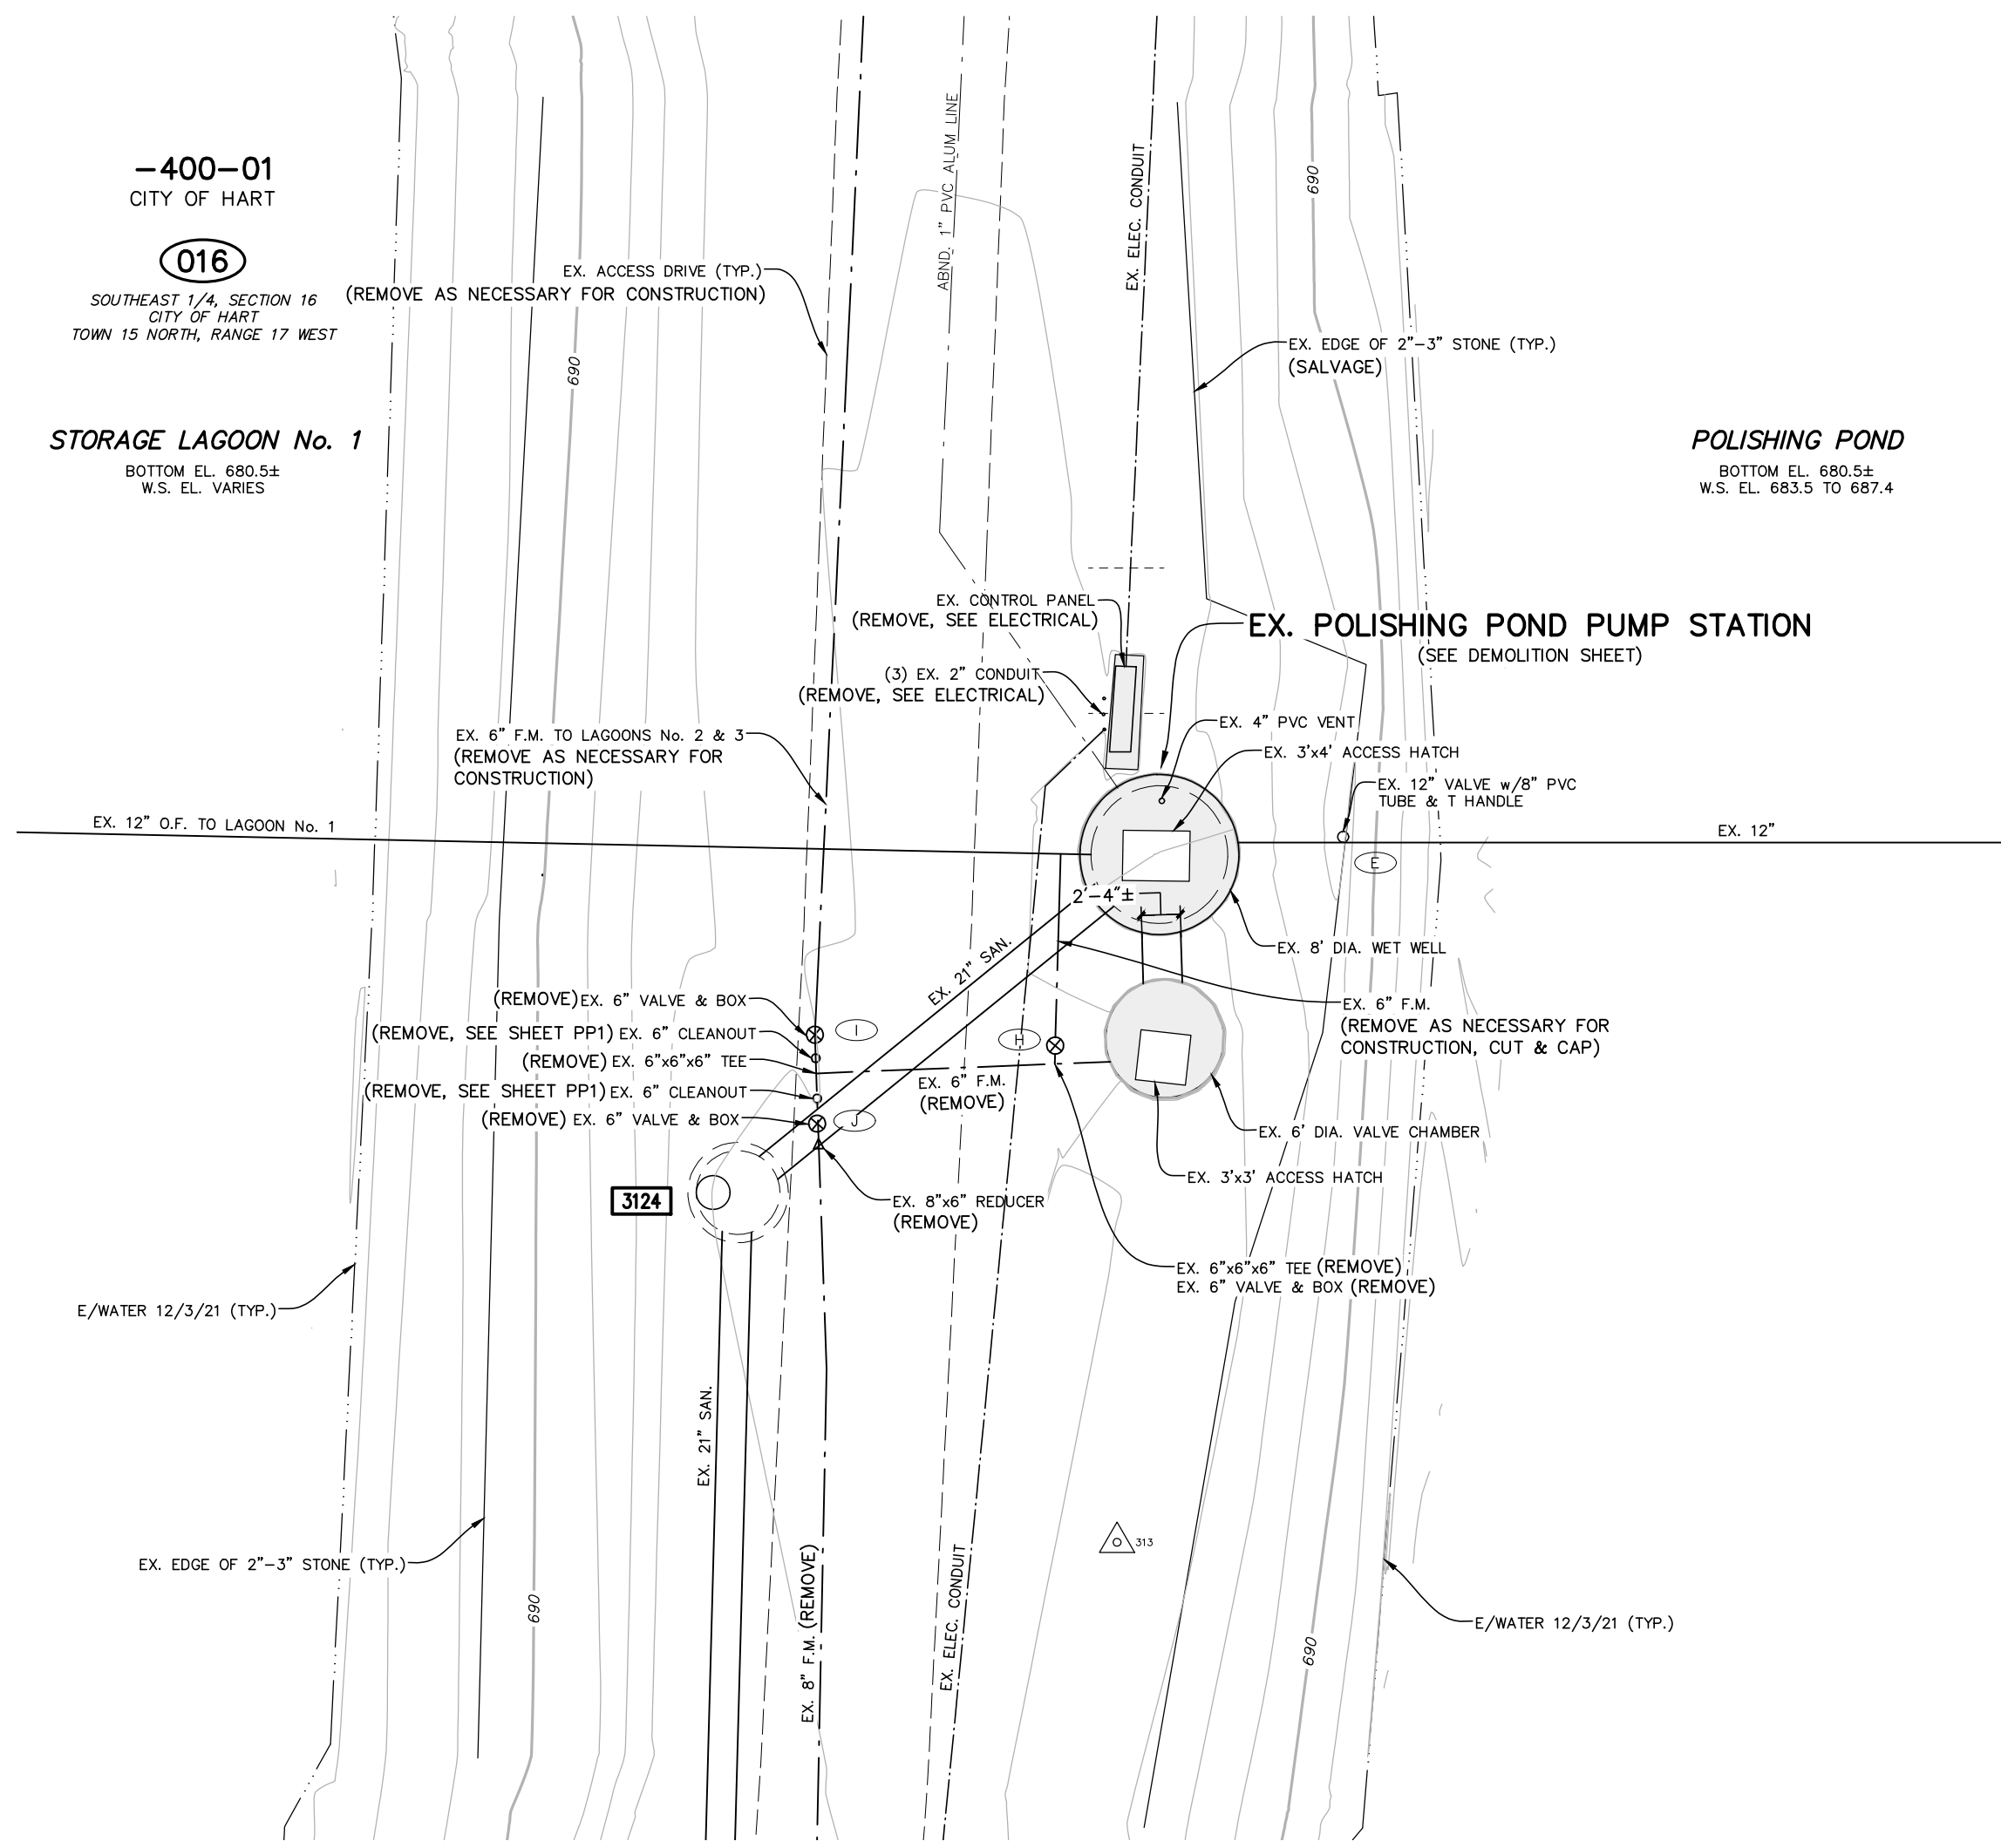 -400-01
CITY OF HART
016
SOUTHEAST 1/4, SECTION 16
CITY OF HART
TOWN 15 NORTH, RANGE 17 WEST
STORAGE LAGOON No. 1
BOTTOM EL. 680.5±
W.S. EL. VARIES
EX. ACCESS DRIVE (TYP.)
(REMOVE AS NECESSARY FOR CONSTRUCTION)
690
ABND. 1" PVC ALUM LINE
EX. ELEC. CONDUIT
690
EX. EDGE OF 2"-3" STONE (TYP.)
(SALVAGE)
POLISHING POND
BOTTOM EL. 680.5±
W.S. EL. 683.5 TO 687.4
EX. CONTROL PANEL
(REMOVE, SEE ELECTRICAL)
EX. POLISHING POND PUMP STATION
(SEE DEMOLITION SHEET)
(3) EX. 2" CONDUIT
(REMOVE, SEE ELECTRICAL)
EX. 6" F.M. TO LAGOONS No. 2 & 3
(REMOVE AS NECESSARY FOR
CONSTRUCTION)
EX. 4" PVC VENT
EX. 3'x4' ACCESS HATCH
EX. 12" VALVE w/8" PVC
TUBE & T HANDLE
EX. 12" O.F. TO LAGOON No. 1
EX. 12"
E
2'-4"±
EX. 21" SAN.
EX. 8' DIA. WET WELL
(REMOVE) EX. 6" VALVE & BOX
I
(REMOVE, SEE SHEET PP1) EX. 6" CLEANOUT
H
(REMOVE) EX. 6"x6"x6" TEE
(REMOVE, SEE SHEET PP1) EX. 6" CLEANOUT
(REMOVE) EX. 6" VALVE & BOX
J
EX. 6" F.M.
(REMOVE)
EX. 6" F.M.
(REMOVE AS NECESSARY FOR
CONSTRUCTION, CUT & CAP)
EX. 6' DIA. VALVE CHAMBER
EX. 3'x3' ACCESS HATCH
3124
EX. 8"x6" REDUCER
(REMOVE)
EX. 6"x6"x6" TEE (REMOVE)
EX. 6" VALVE & BOX (REMOVE)
E/WATER 12/3/21 (TYP.)
EX. 21" SAN.
EX. 8" F.M. (REMOVE)
EX. ELEC. CONDUIT
313
EX. EDGE OF 2"-3" STONE (TYP.)
690
690
E/WATER 12/3/21 (TYP.)